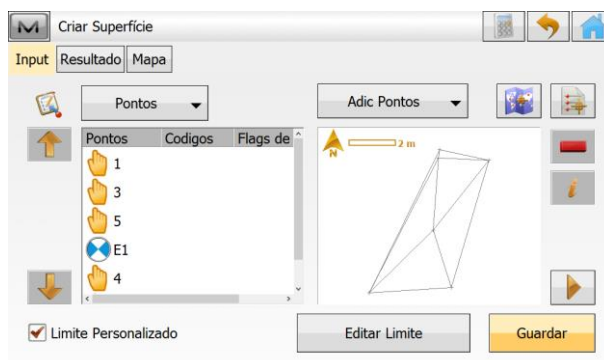 Criar Superfície
Input Resultado Mapa
Pontos
Adic Pontos
Pontos Codigos Flags de
1
3
5
E1
4
N
2 m
Limite Personalizado
Editar Limite
Guardar